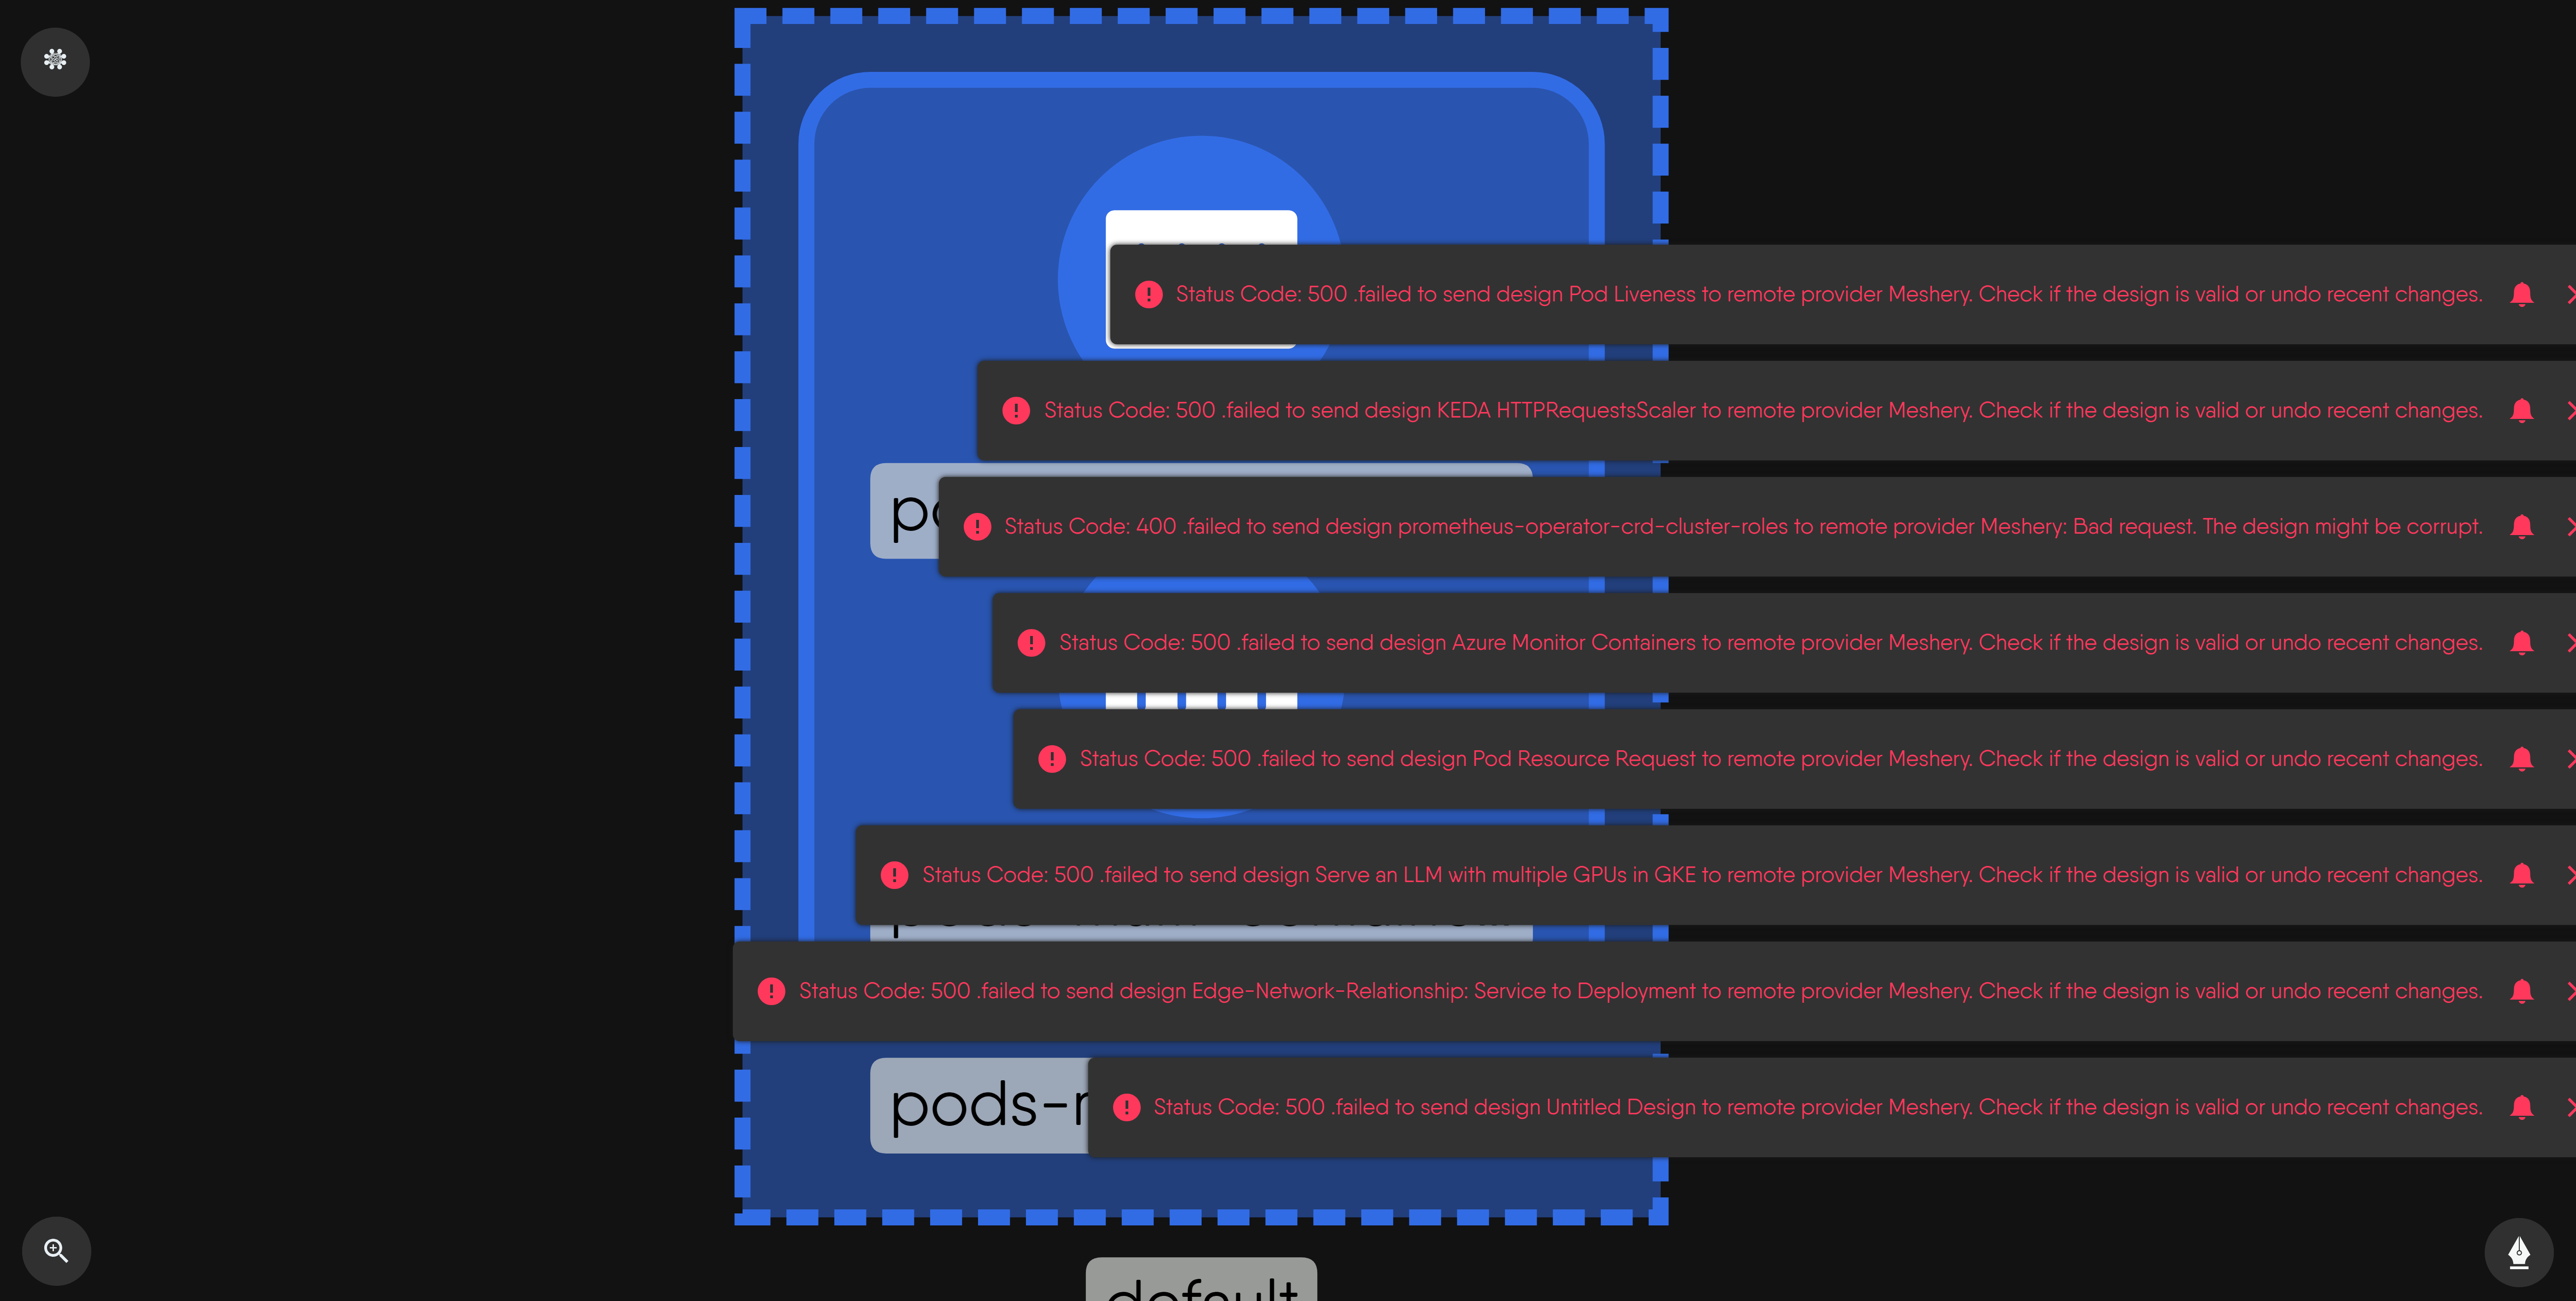 Status Code: 500 .failed to send design Pod Liveness to remote provider Meshery. Check if the design is valid or undo recent changes.
Status Code: 500 .failed to send design KEDA HTTPRequestsScaler to remote provider Meshery. Check if the design is valid or undo recent changes.
Status Code: 400 .failed to send design prometheus-operator-crd-cluster-roles to remote provider Meshery: Bad request. The design might be corrupt.
Status Code: 500 .failed to send design Azure Monitor Containers to remote provider Meshery. Check if the design is valid or undo recent changes.
Status Code: 500 .failed to send design Pod Resource Request to remote provider Meshery. Check if the design is valid or undo recent changes.
Status Code: 500 .failed to send design Serve an LLM with multiple GPUs in GKE to remote provider Meshery. Check if the design is valid or undo recent changes.
Status Code: 500 .failed to send design Edge-Network-Relationship: Service to Deployment to remote provider Meshery. Check if the design is valid or undo recent changes.
pods-
Status Code: 500 .failed to send design Untitled Design to remote provider Meshery. Check if the design is valid or undo recent changes.
default